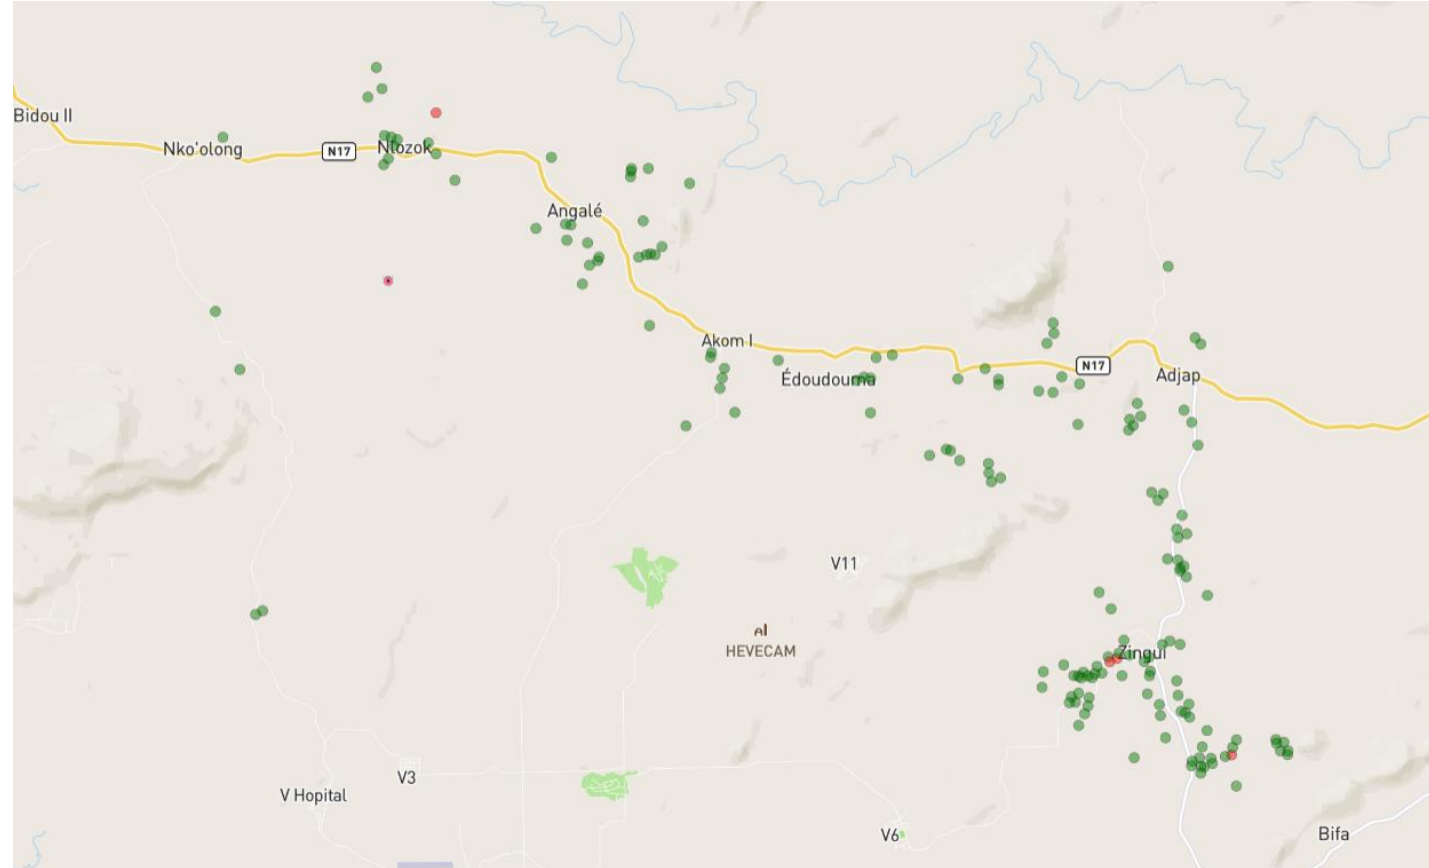 Bidou II
Nko'olong
N17
Nlozok
Angalé
Akom I
Édoudouma
N17
Adjap
V11
HEVECAM
Zingui
V3
V Hopital
V6
Bifa